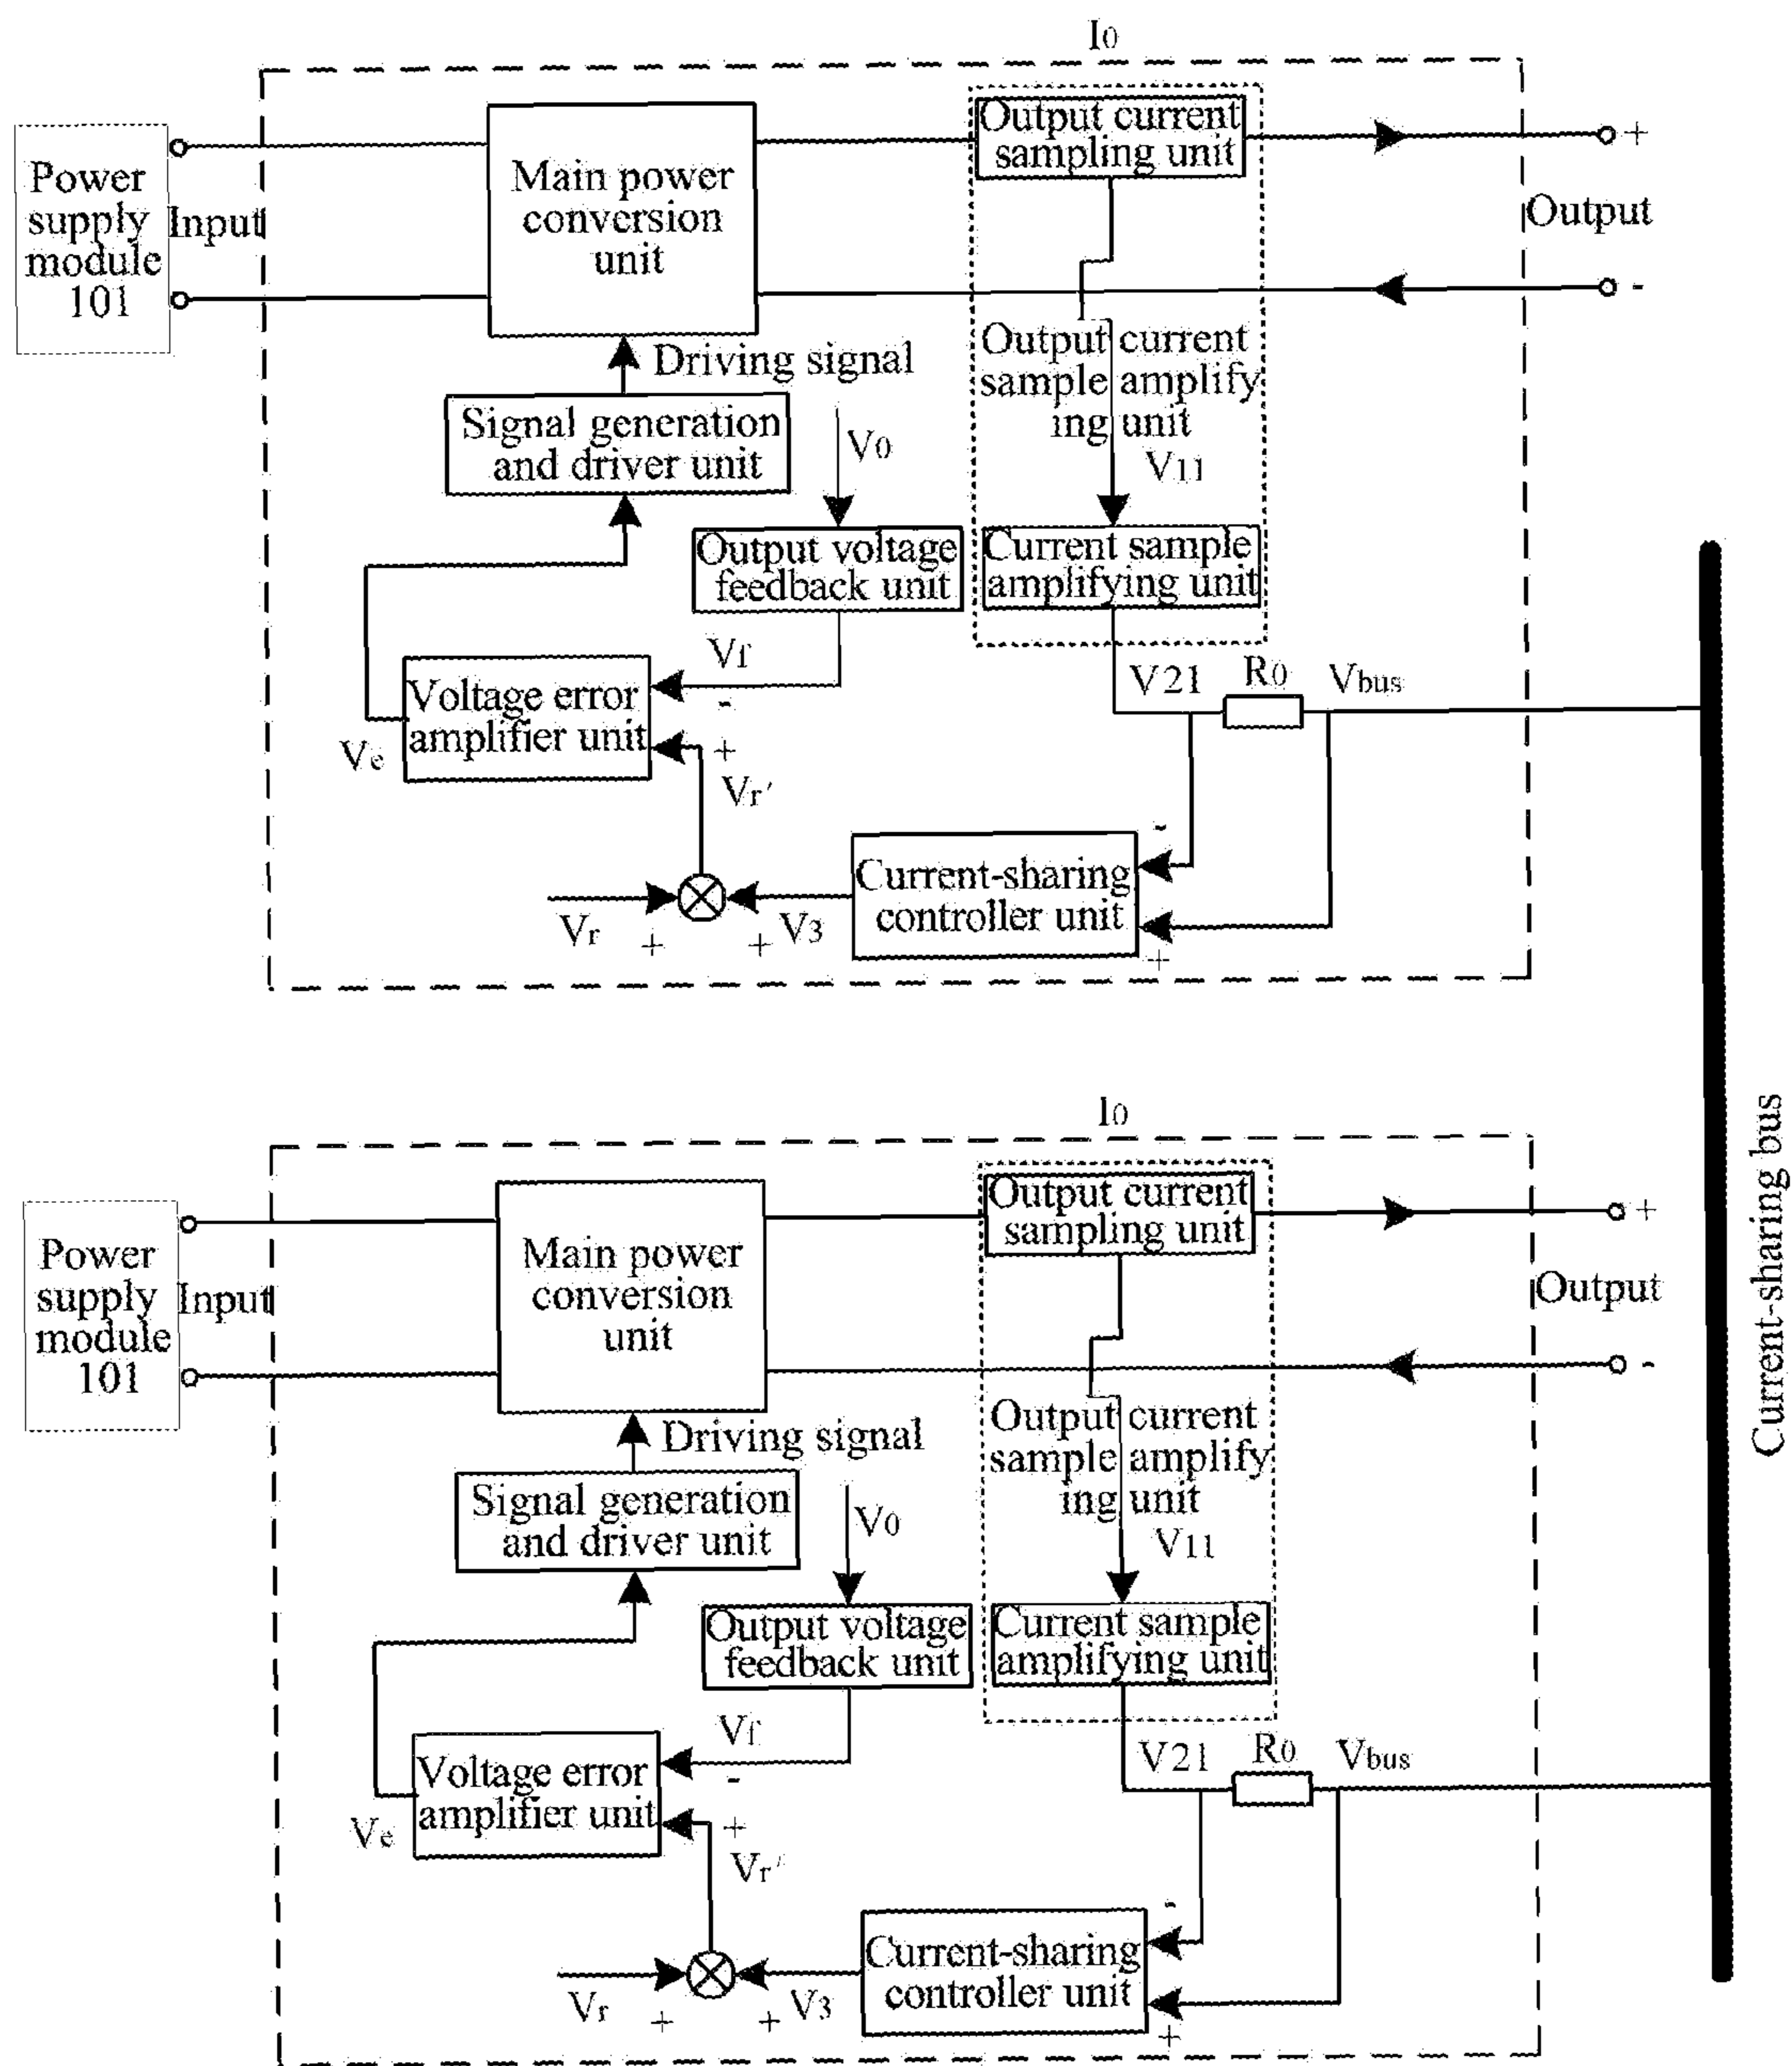 I0
Power
supply
module
101
Input
Main power
conversion
unit
Output current
sampling unit
+
Output
-
Driving signal
Output current
sample amplify
ing unit
V11
Signal generation
and driver unit
V0
Output voltage
feedback unit
Current sample
amplifying unit
Vf
-
V21
R0
Vbus
Voltage error
amplifier unit
Ve
+
Vr'
-
Current-sharing
controller unit
Vr
+
+
V3
+
Current-sharing bus
I0
Power
supply
module
101
Input
Main power
conversion
unit
Output current
sampling unit
+
Output
-
Driving signal
Output current
sample amplify
ing unit
V11
Signal generation
and driver unit
V0
Output voltage
feedback unit
Current sample
amplifying unit
Vf
-
V21
R0
Vbus
Voltage error
amplifier unit
Ve
+
Vr'
-
Current-sharing
controller unit
Vr
+
+
V3
+